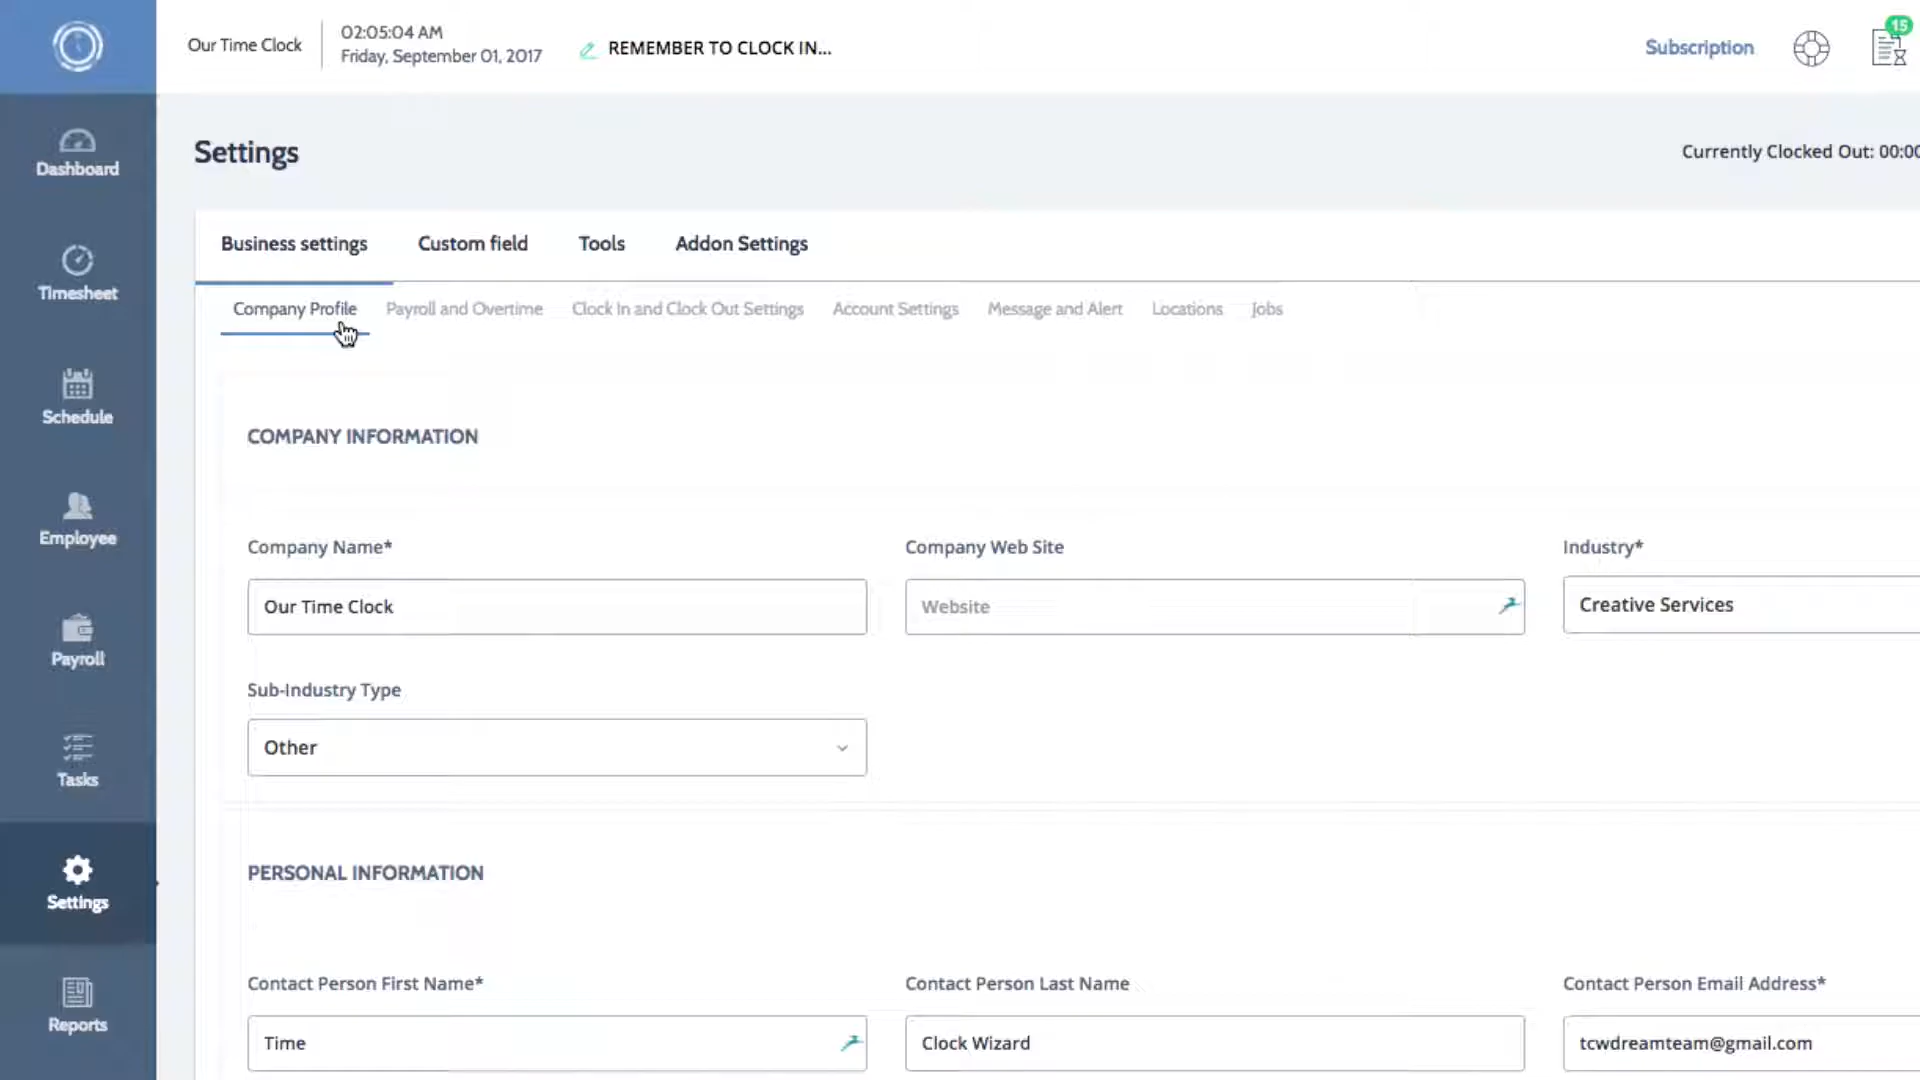 Our Time Clock
02:05:04 AM
Friday, September 01, 2017
REMEMBER TO CLOCK IN...
Subscription
15
Dashboard
Timesheet
Schedule
Employee
Payroll
Tasks
Settings
Reports
Settings
Currently Clocked Out: 00:00
Business settings
Custom field
Tools
Addon Settings
Company Profile
Payroll and Overtime
Clock In and Clock Out Settings
Account Settings
Message and Alert
Locations
Jobs
COMPANY INFORMATION
Company Name*
Company Web Site
Industry*
Our Time Clock
Website
Creative Services
Sub-Industry Type
Other
PERSONAL INFORMATION
Contact Person First Name*
Contact Person Last Name
Contact Person Email Address*
Time
Clock Wizard
tcwdreamteam@gmail.com